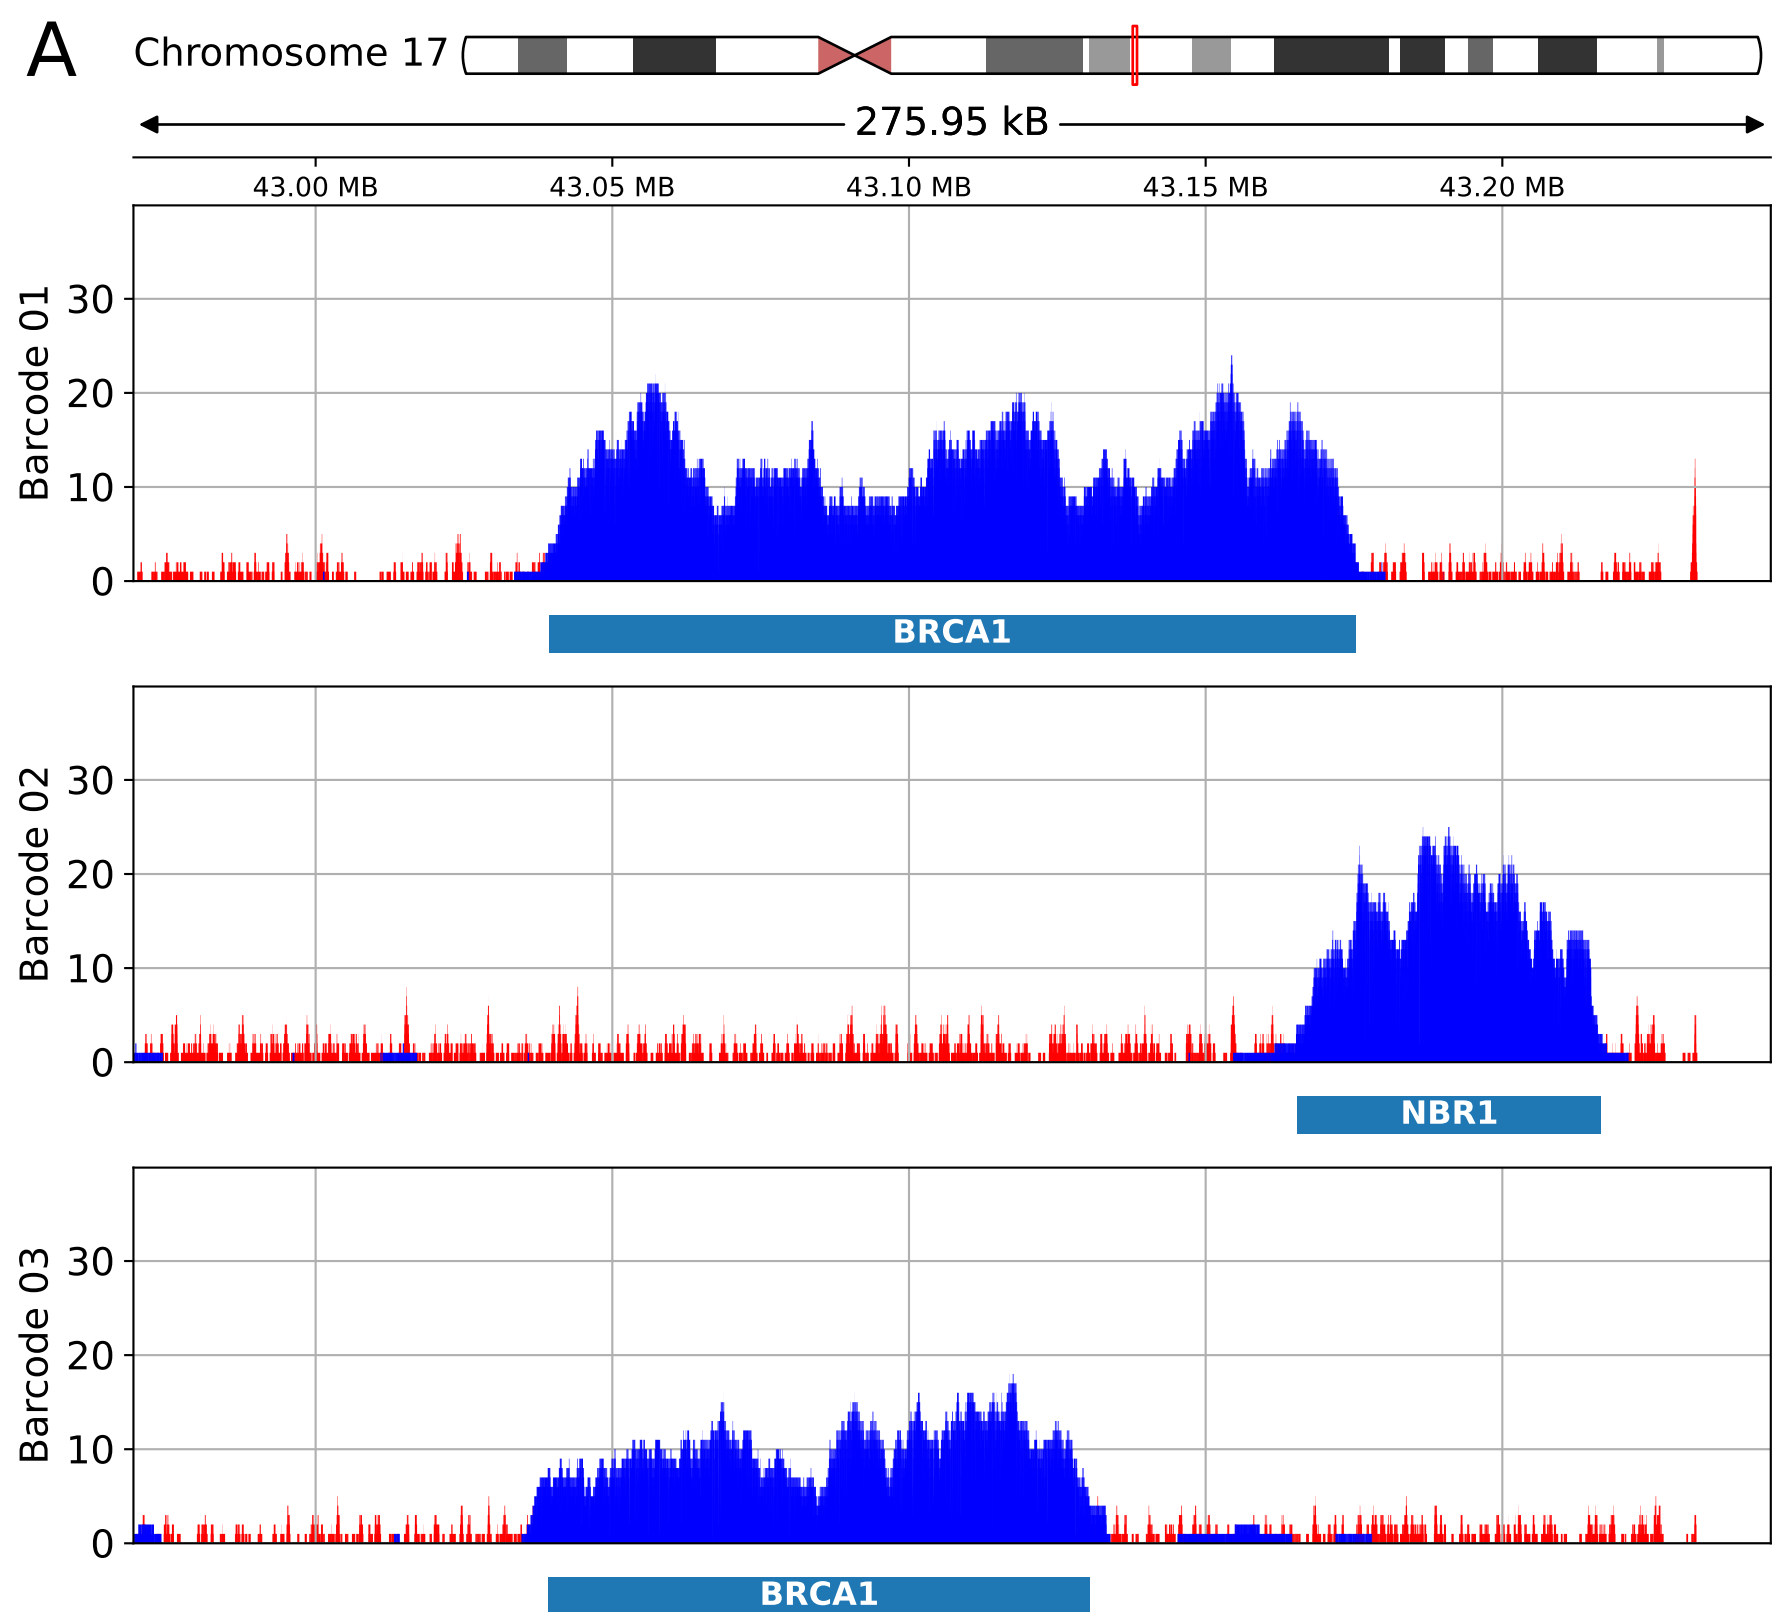 A
Chromosome 17
275.95 kB
43.00 MB 43.05 MB 43.10 MB 43.15 MB 43.20 MB
Barcode 01
30
20
10
0
BRCA1
Barcode 02
30
20
10
0
NBR1
Barcode 03
30
20
10
0
BRCA1